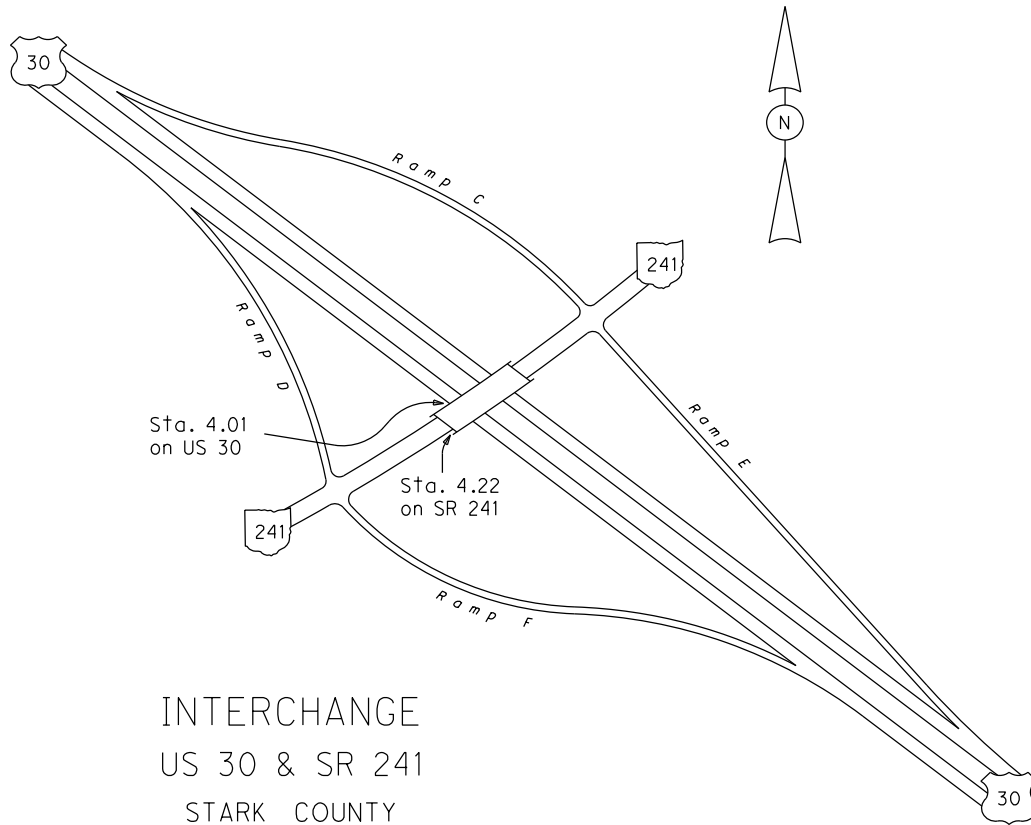 30
N
Ramp C
241
Ramp D
Sta. 4.01
on US 30
Ramp E
Sta. 4.22
on SR 241
241
Ramp F
INTERCHANGE
US 30 & SR 241
STARK COUNTY
30